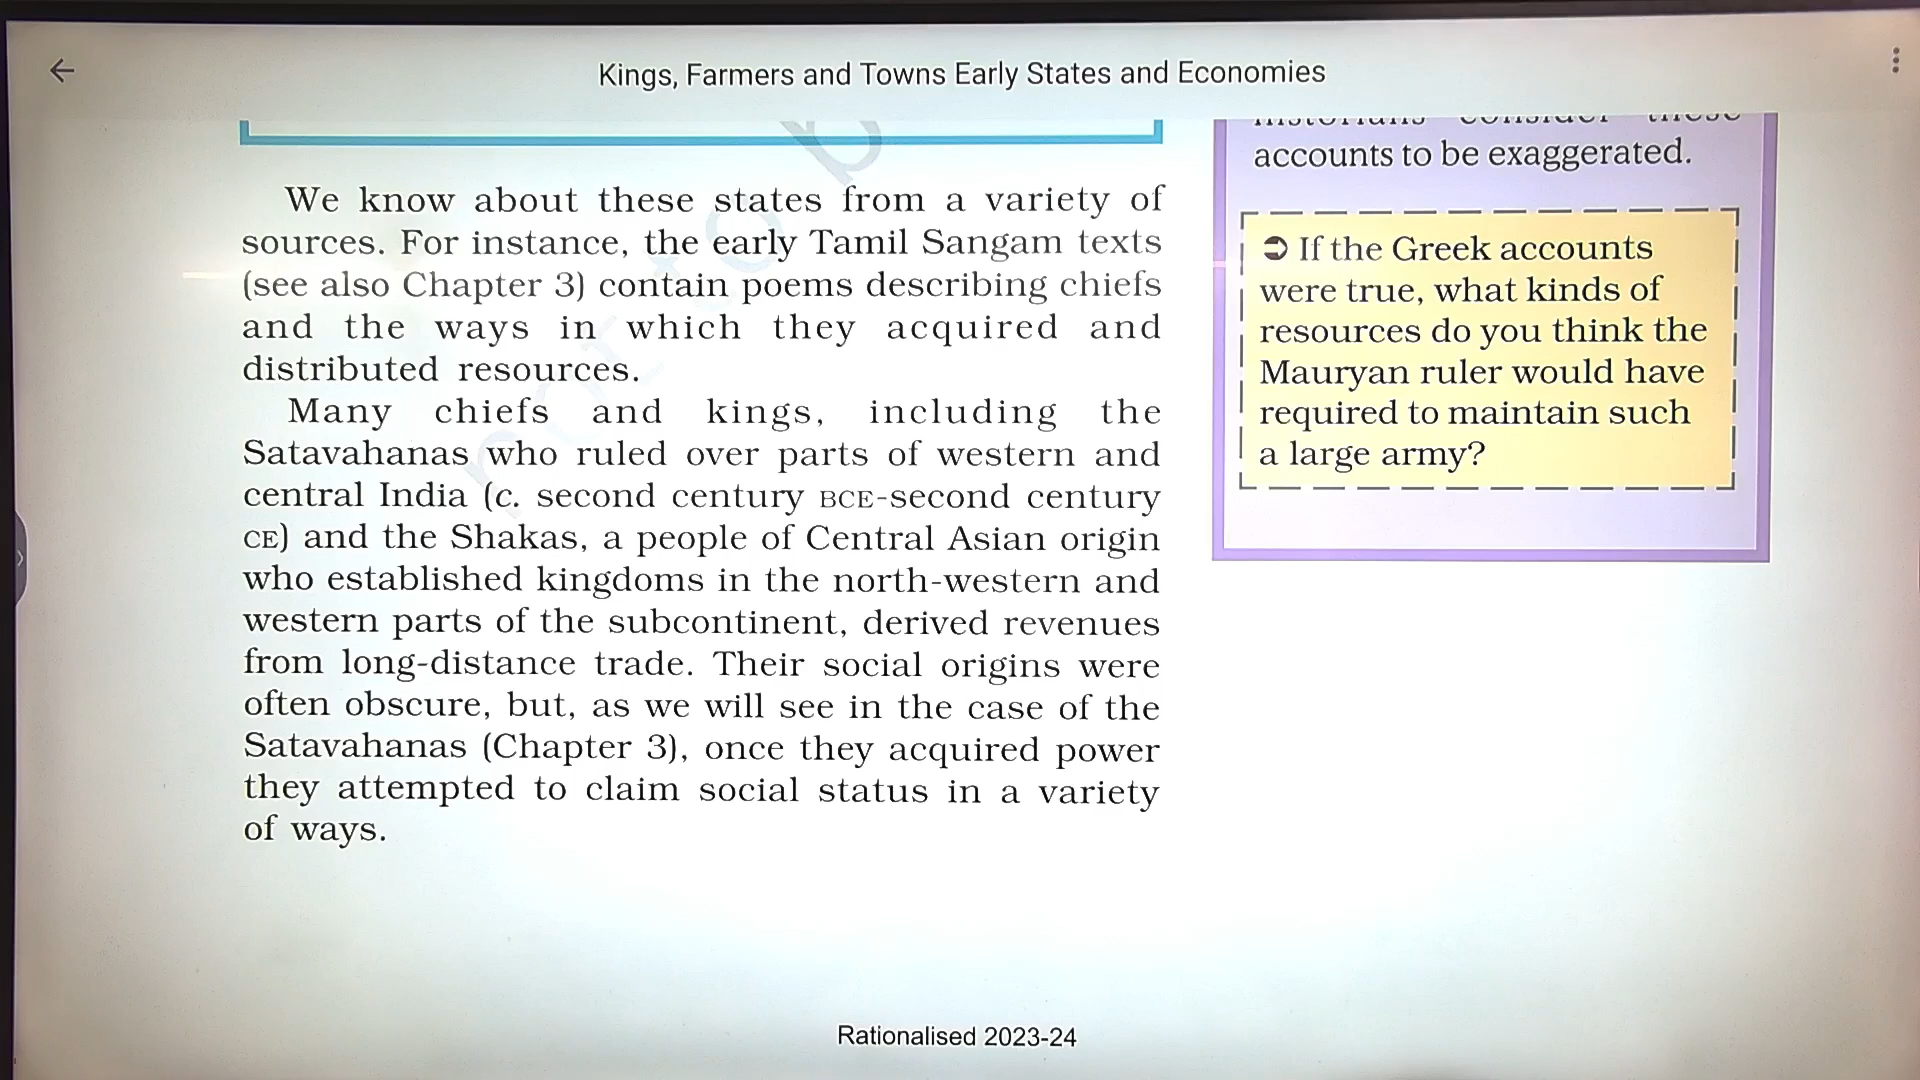 Kings, Farmers and Towns Early States and Economies
We know about these states from a variety of
sources. For instance, the early Tamil Sangam texts
(see also Chapter 3) contain poems describing chiefs
and the ways in which they acquired and
distributed resources.
Many chiefs and kings, including the
Satavahanas who ruled over parts of western and
central India (c. second century BCE-second century
CE) and the Shakas, a people of Central Asian origin
who established kingdoms in the north-western and
western parts of the subcontinent, derived revenues
from long-distance trade. Their social origins were
often obscure, but, as we will see in the case of the
Satavahanas (Chapter 3), once they acquired power
they attempted to claim social status in a variety
of ways.
historians consider these
accounts to be exaggerated.
➲ If the Greek accounts
were true, what kinds of
resources do you think the
Mauryan ruler would have
required to maintain such
a large army?
Rationalised 2023-24